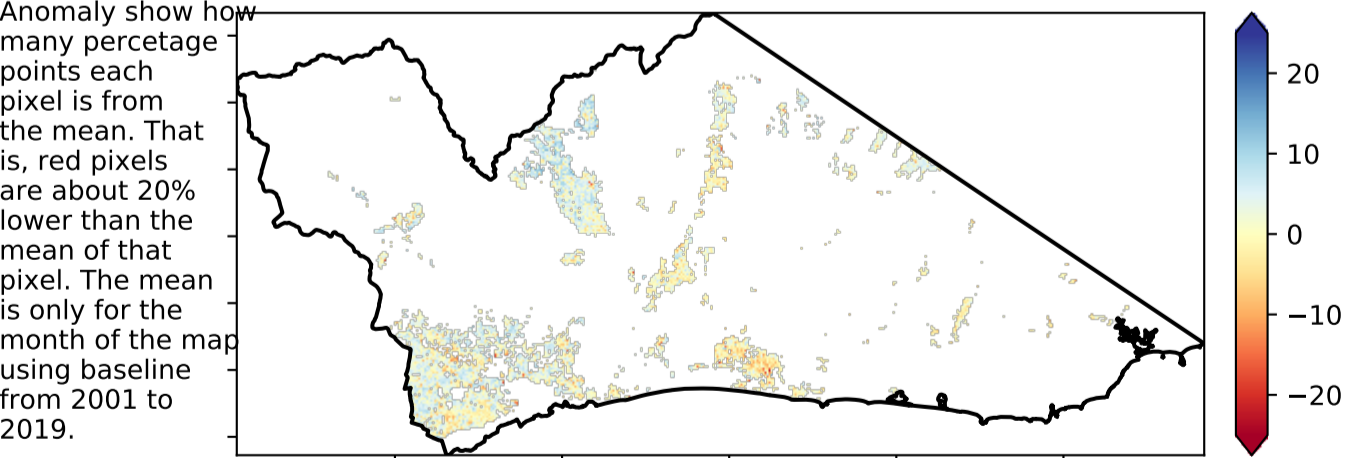 Anomaly show how
many percetage
points each
pixel is from
the mean. That
is, red pixels
are about 20%
lower than the
mean of that
pixel. The mean
is only for the
month of the map
using baseline
from 2001 to
2019.
20
10
0
−10
−20